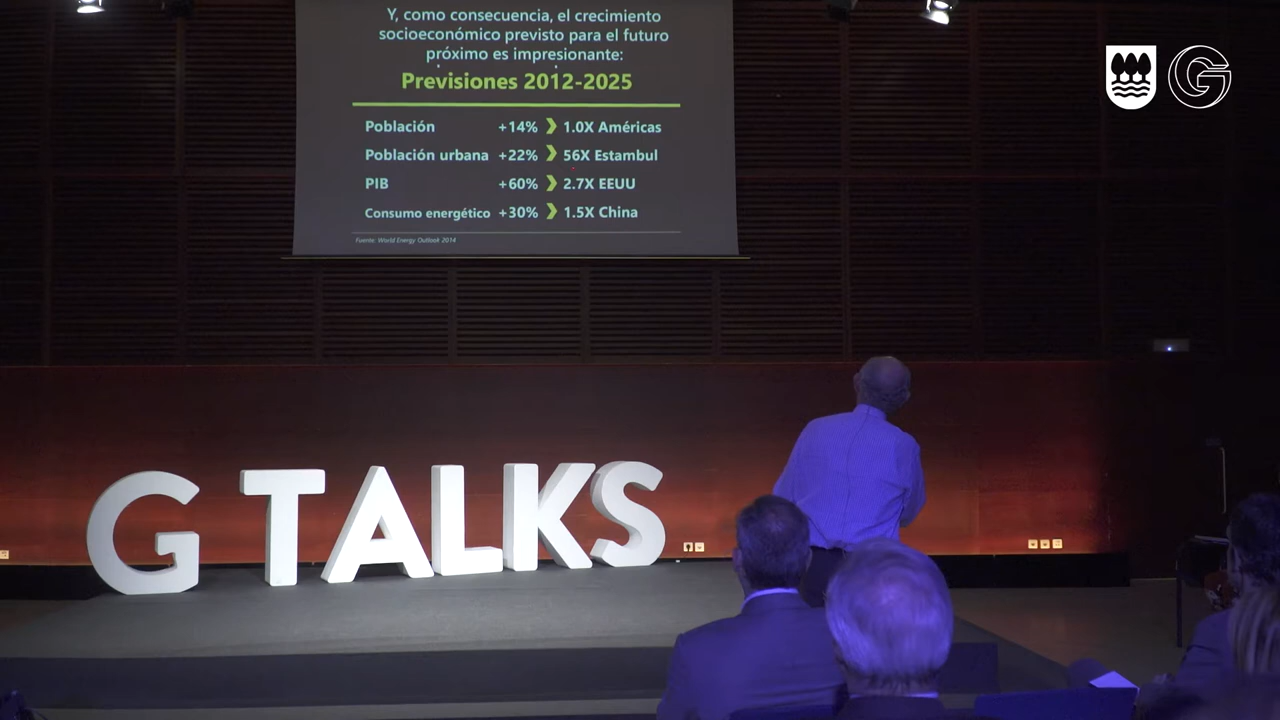 Y, como consecuencia, el crecimiento
socioeconómico previsto para el futuro
próximo es impresionante:
Previsiones 2012-2025
Población +14% ❯ 1.0X Américas
Población urbana +22% ❯ 56X Estambul
PIB +60% ❯ 2.7X EEUU
Consumo energético +30% ❯ 1.5X China
Fuente: World Energy Outlook 2014
G TALKS
G